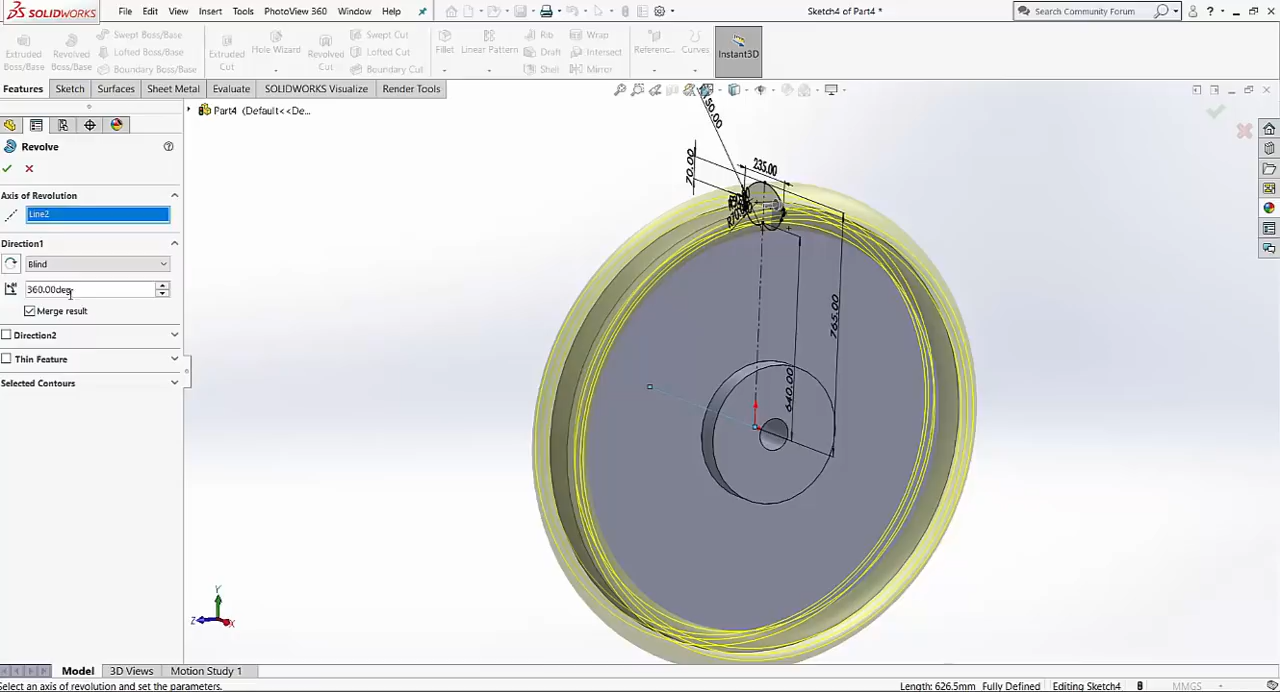 SOLIDWORKS File Edit View Insert Tools PhotoView 360 Window Help Sketch4 of Part4 * Search Community Forum ?
Extruded Boss/Base Revolved Boss/Base Swept Boss/Base Lofted Boss/Base Boundary Boss/Base Extruded Cut Hole Wizard Revolved Cut Swept Cut Lofted Cut Boundary Cut Fillet Linear Pattern Rib Draft Shell Wrap Intersect Mirror Referenc... Curves Instant3D
Features Sketch Surfaces Sheet Metal Evaluate SOLIDWORKS Visualize Render Tools
Part4 (Default<<De...
Revolve
Axis of Revolution
Line2
Direction1
Blind
360.00deg
Merge result
Direction2
Thin Feature
Selected Contours
70.00
235.00
765.00
640.00
Y
Z
X
Model 3D Views Motion Study 1
Select an axis of revolution and set the parameters. Length: 626.5mm Fully Defined Editing Sketch4 MMGS